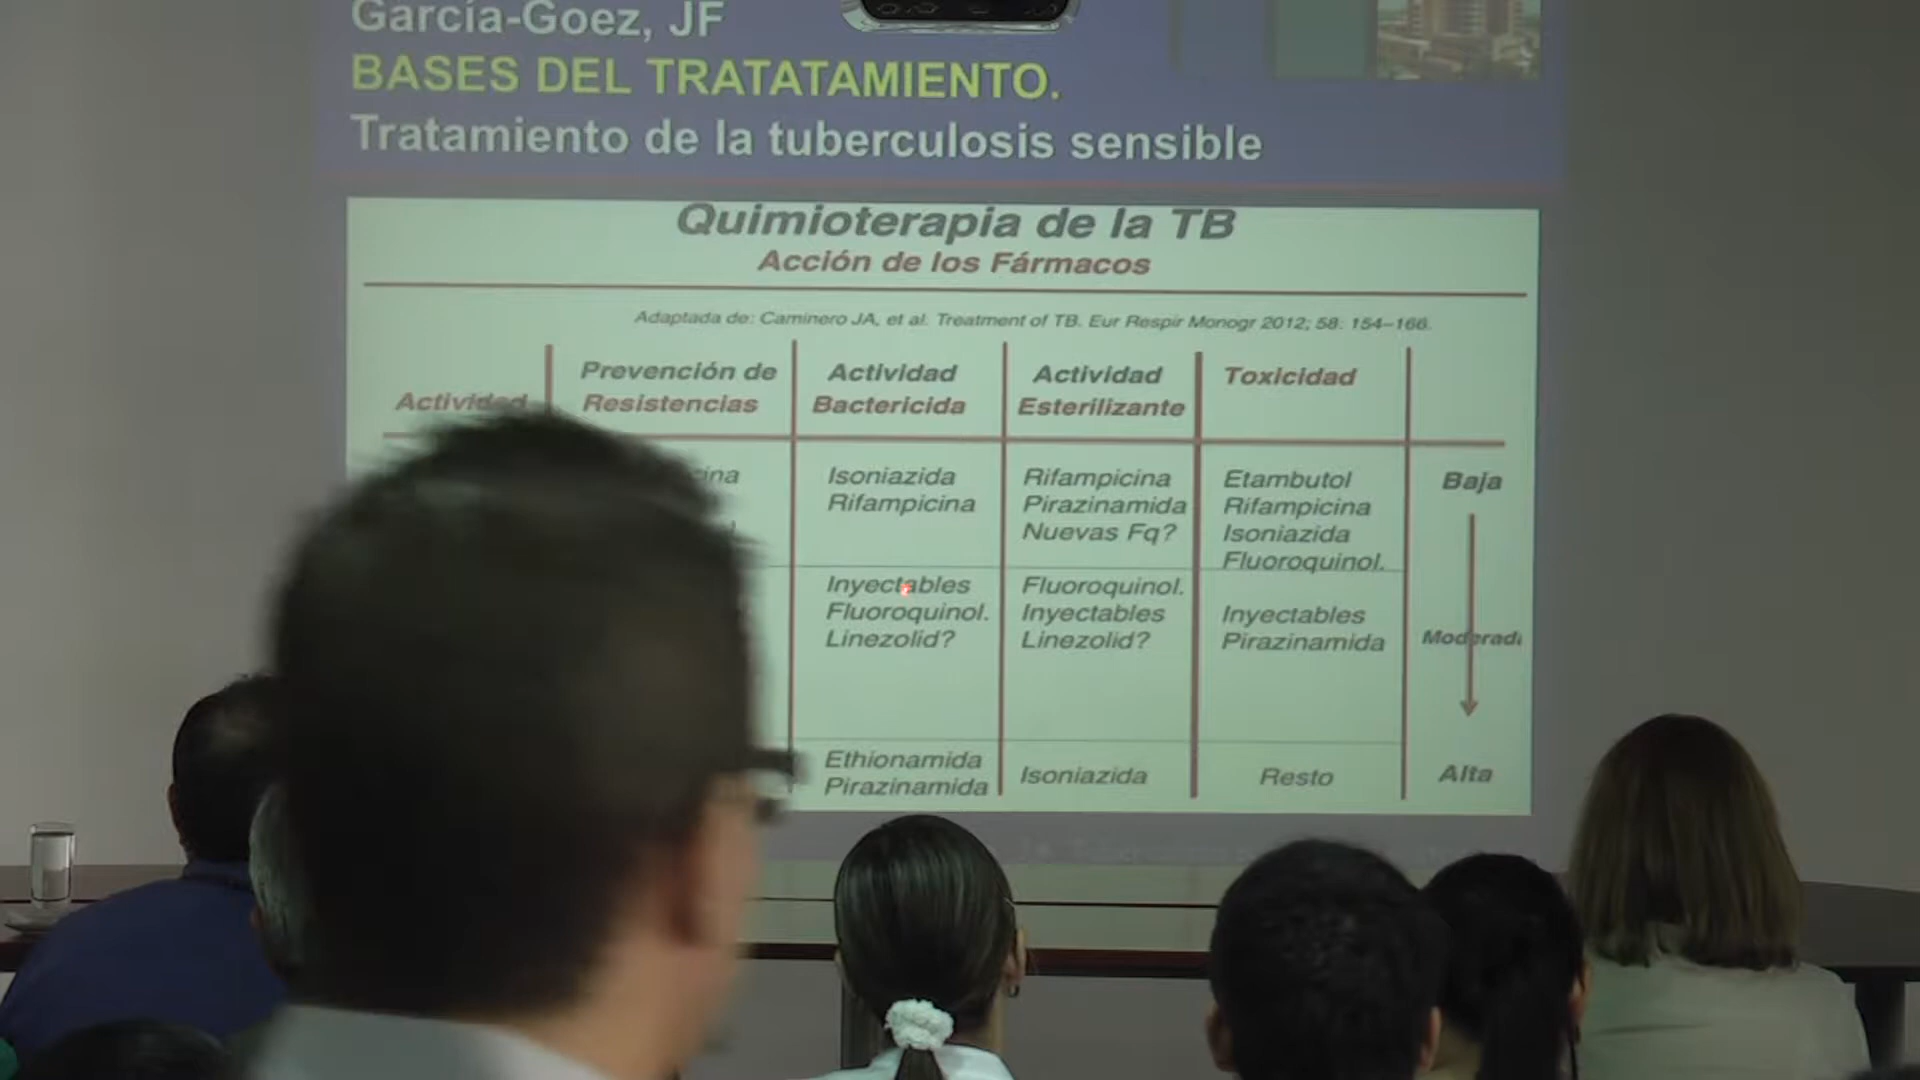 García-Goez, JF
BASES DEL TRATATAMIENTO.
Tratamiento de la tuberculosis sensible
Quimioterapia de la TB
Acción de los Fármacos
Adaptada de: Caminero JA, et al. Treatment of TB. Eur Respir Monogr 2012; 58: 154–166.
Actividad
Prevención de
Resistencias
Actividad
Bactericida
Actividad
Esterilizante
Toxicidad
Isoniazida
Rifampicina
Rifampicina
Pirazinamida
Nuevas Fq?
Etambutol
Rifampicina
Isoniazida
Fluoroquinol.
Baja
Inyectables
Fluoroquinol.
Linezolid?
Fluoroquinol.
Inyectables
Linezolid?
Inyectables
Pirazinamida
Ethionamida
Pirazinamida
Isoniazida
Resto
Alta